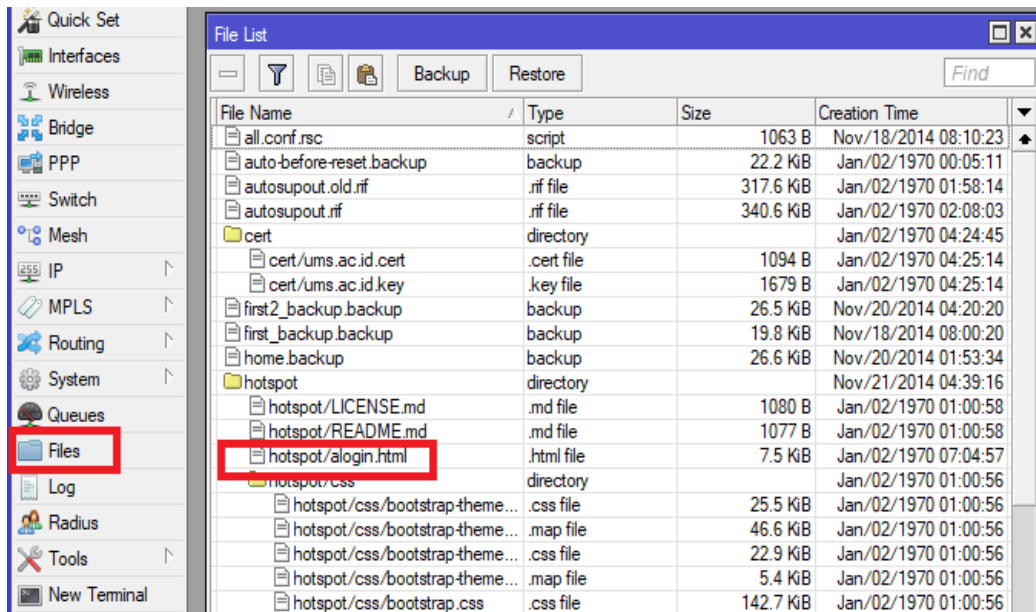 Quick Set
Interfaces
Wireless
Bridge
PPP
Switch
Mesh
255 IP
MPLS
Routing
System
Queues
Files
Log
Radius
Tools
New Terminal
File List
Backup Restore Find
File Name Type Size Creation Time
all.conf.rsc script 1063 B Nov/18/2014 08:10:23
auto-before-reset.backup backup 22.2 KiB Jan/02/1970 00:05:11
autosupout.old.rif .rif file 317.6 KiB Jan/02/1970 01:58:14
autosupout.rif .rif file 340.6 KiB Jan/02/1970 02:08:03
cert directory Jan/02/1970 04:24:45
cert/ums.ac.id.cert .cert file 1094 B Jan/02/1970 04:25:14
cert/ums.ac.id.key .key file 1679 B Jan/02/1970 04:25:14
first2_backup.backup backup 26.5 KiB Nov/20/2014 04:20:20
first_backup.backup backup 19.8 KiB Nov/18/2014 08:00:20
home.backup backup 26.6 KiB Nov/20/2014 01:53:34
hotspot directory Nov/21/2014 04:39:16
hotspot/LICENSE.md .md file 1080 B Jan/02/1970 01:00:58
hotspot/README.md .md file 1077 B Jan/02/1970 01:00:58
hotspot/alogin.html .html file 7.5 KiB Jan/02/1970 07:04:57
hotspot/css directory Jan/02/1970 01:00:56
hotspot/css/bootstrap-theme... .css file 25.5 KiB Jan/02/1970 01:00:56
hotspot/css/bootstrap-theme... .map file 46.6 KiB Jan/02/1970 01:00:56
hotspot/css/bootstrap-theme... .css file 22.9 KiB Jan/02/1970 01:00:56
hotspot/css/bootstrap-theme... .map file 5.4 KiB Jan/02/1970 01:00:56
hotspot/css/bootstrap.css .css file 142.7 KiB Jan/02/1970 01:00:56